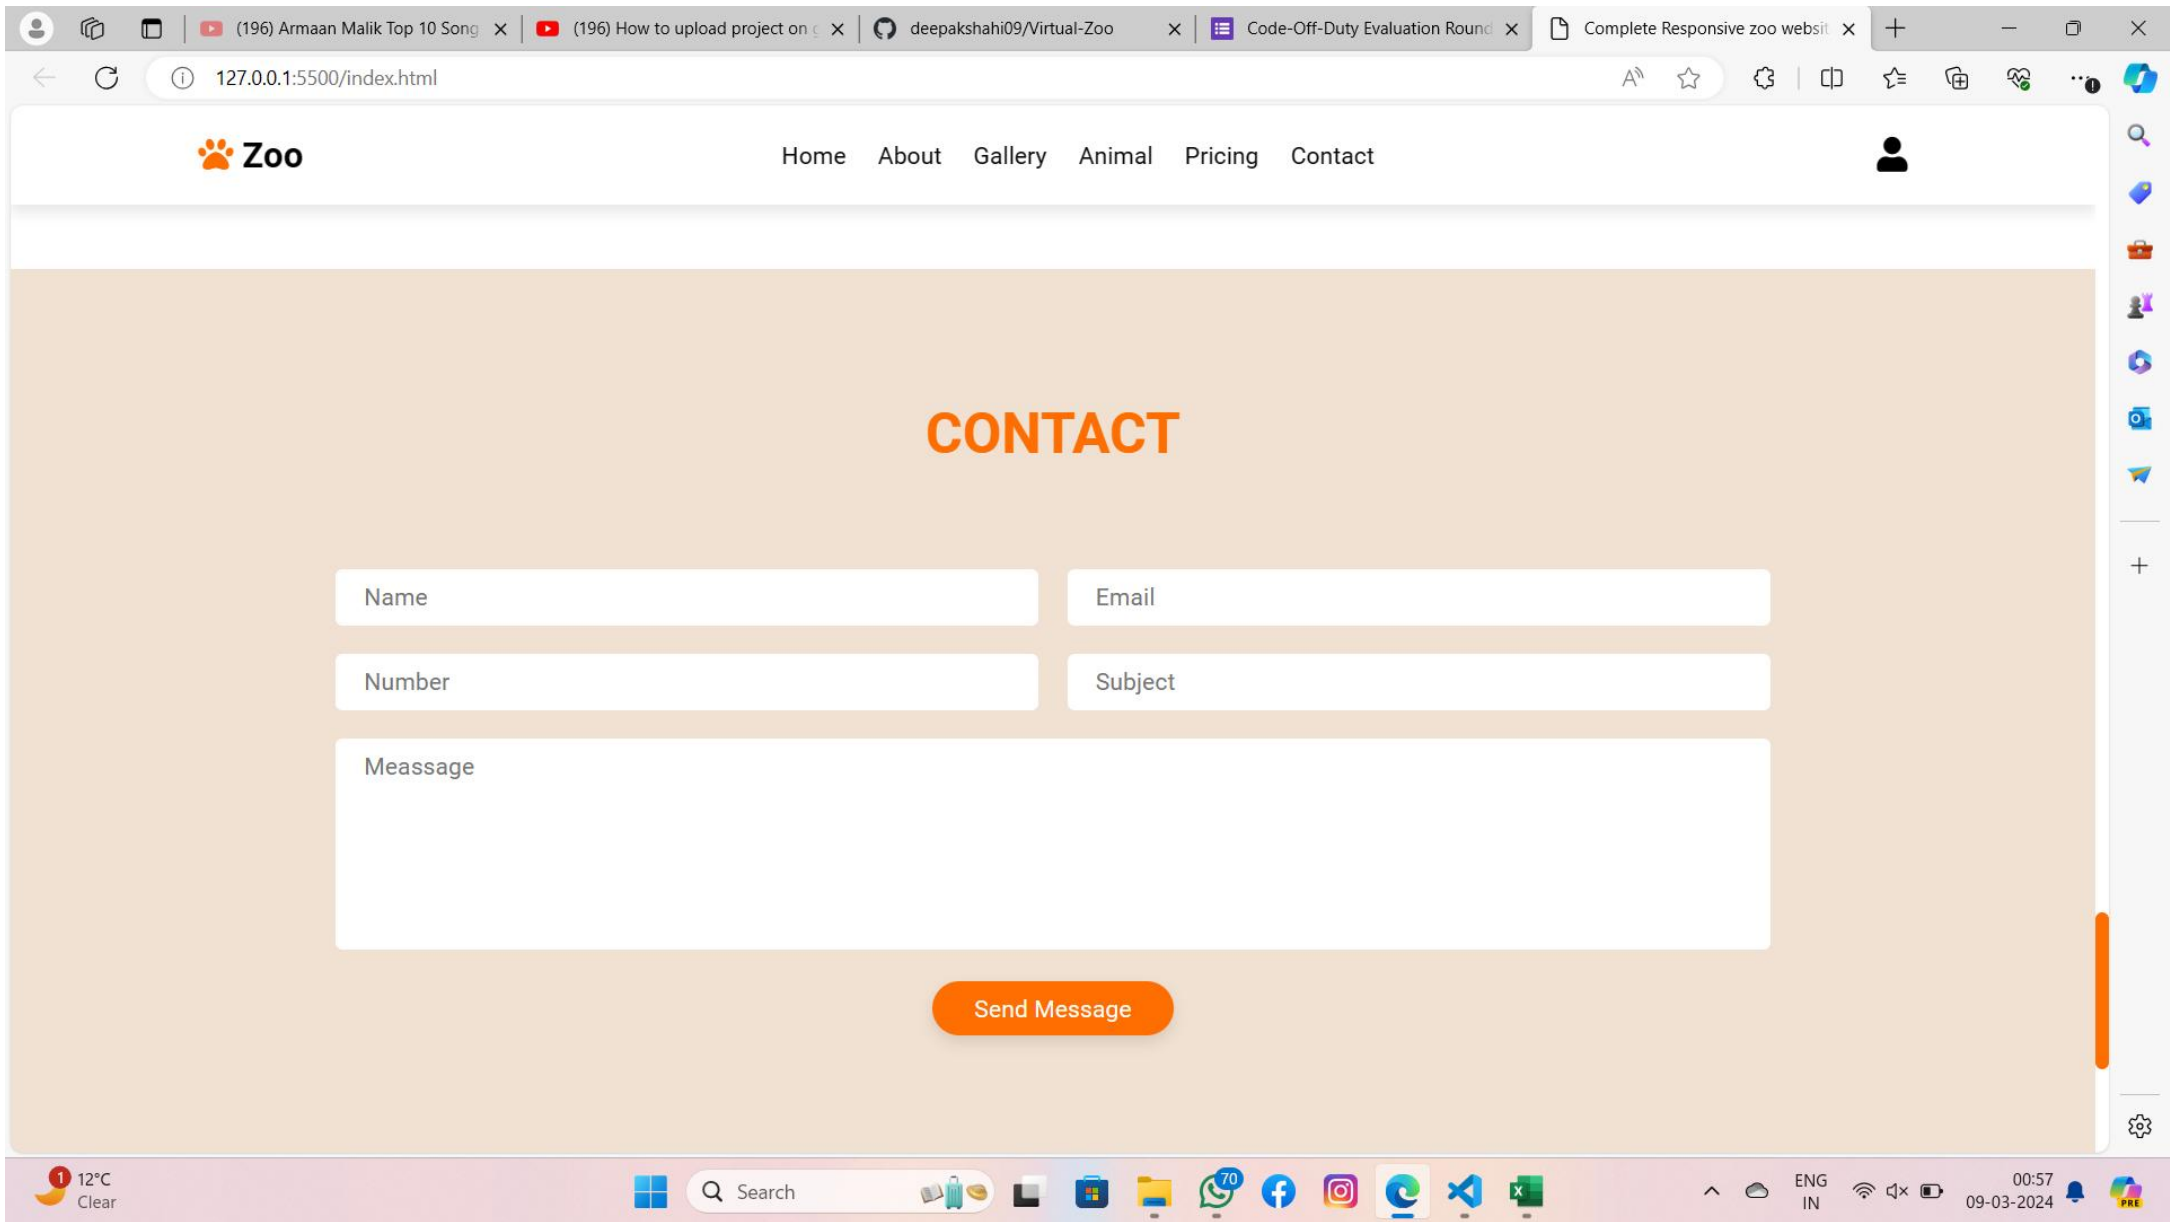 (196) Armaan Malik Top 10 Song
(196) How to upload project on g
deepakshahi09/Virtual-Zoo
Code-Off-Duty Evaluation Round
Complete Responsive zoo websit
127.0.0.1:5500/index.html
Zoo
Home About Gallery Animal Pricing Contact
CONTACT
Name
Email
Number
Subject
Meassage
Send Message
1
12°C
Clear
Search
70
ENG
IN
00:57
09-03-2024
PRE